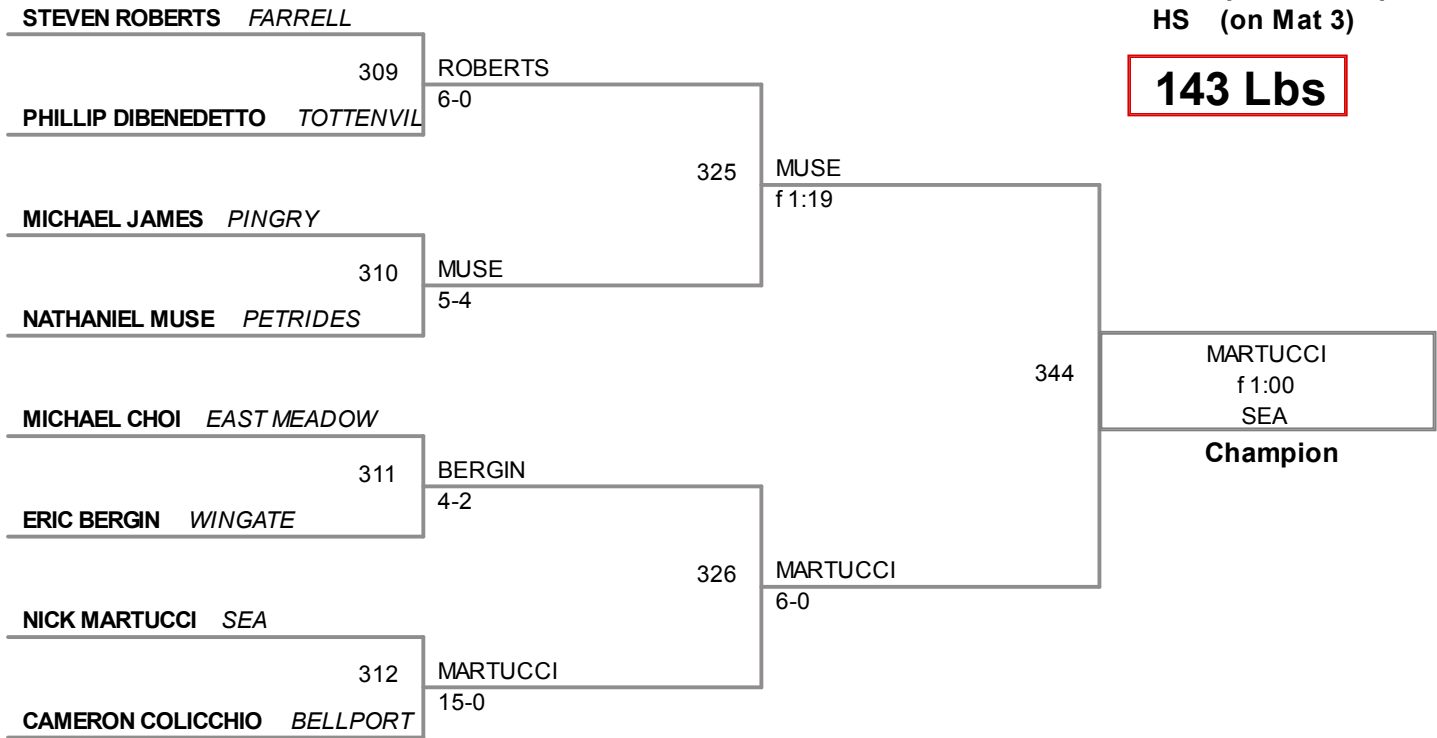 HS (on Mat 3)
143 Lbs
STEVEN ROBERTS FARRELL
309
ROBERTS
6-0
PHILLIP DIBENEDETTO TOTTENVIL
325
MUSE
f 1:19
MICHAEL JAMES PINGRY
310
MUSE
5-4
NATHANIEL MUSE PETRIDES
344
MARTUCCI
f 1:00
SEA
Champion
MICHAEL CHOI EAST MEADOW
311
BERGIN
4-2
ERIC BERGIN WINGATE
326
MARTUCCI
6-0
NICK MARTUCCI SEA
312
MARTUCCI
15-0
CAMERON COLICCHIO BELLPORT